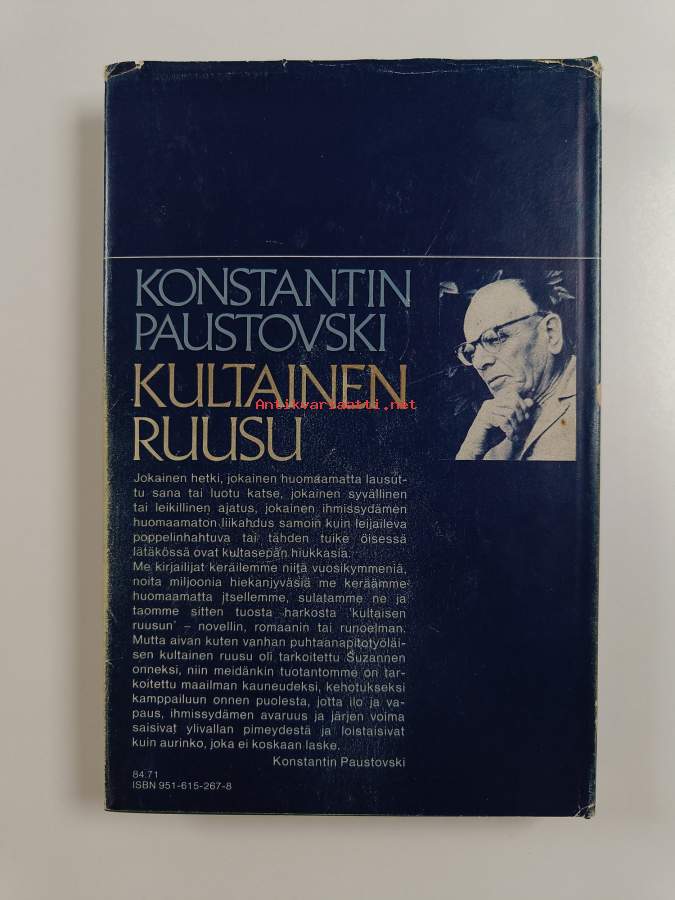 KONSTANTIN
PAUSTOVSKI
KULTAINEN
Antikvariaatti.net
RUUSU
Jokainen hetki, jokainen huomaamatta lausut-
tu sana tai luotu katse, jokainen syvällinen
tai leikillinen ajatus, jokainen ihmissydämen
huomaamaton liikahdus samoin kuin leijaileva
poppelinhahtuva tai tähden tuike öisessä
lätäkössä ovat kultasepän hiukkasia.
Me kirjailijat keräilemme niitä vuosikymmeniä,
noita miljoonia hiekanjyväsiä me keräämme
huomaamatta itsellemme, sulatamme ne ja
taomme sitten tuosta harkosta 'kultaisen
ruusun' – novellin, romaanin tai runoelman.
Mutta aivan kuten vanhan puhtaanapitotyöläi-
sen kultainen ruusu oli tarkoitettu Suzannen
onneksi, niin meidänkin tuotantomme on tar-
koitettu maailman kauneudeksi, kehotukseksi
kamppailuun onnen puolesta, jotta ilo ja va-
paus, ihmissydämen avaruus ja järjen voima
saisivat ylivallan pimeydestä ja loistaisivat
kuin aurinko, joka ei koskaan laske.
Konstantin Paustovski
84.71
ISBN 951-615-267-8